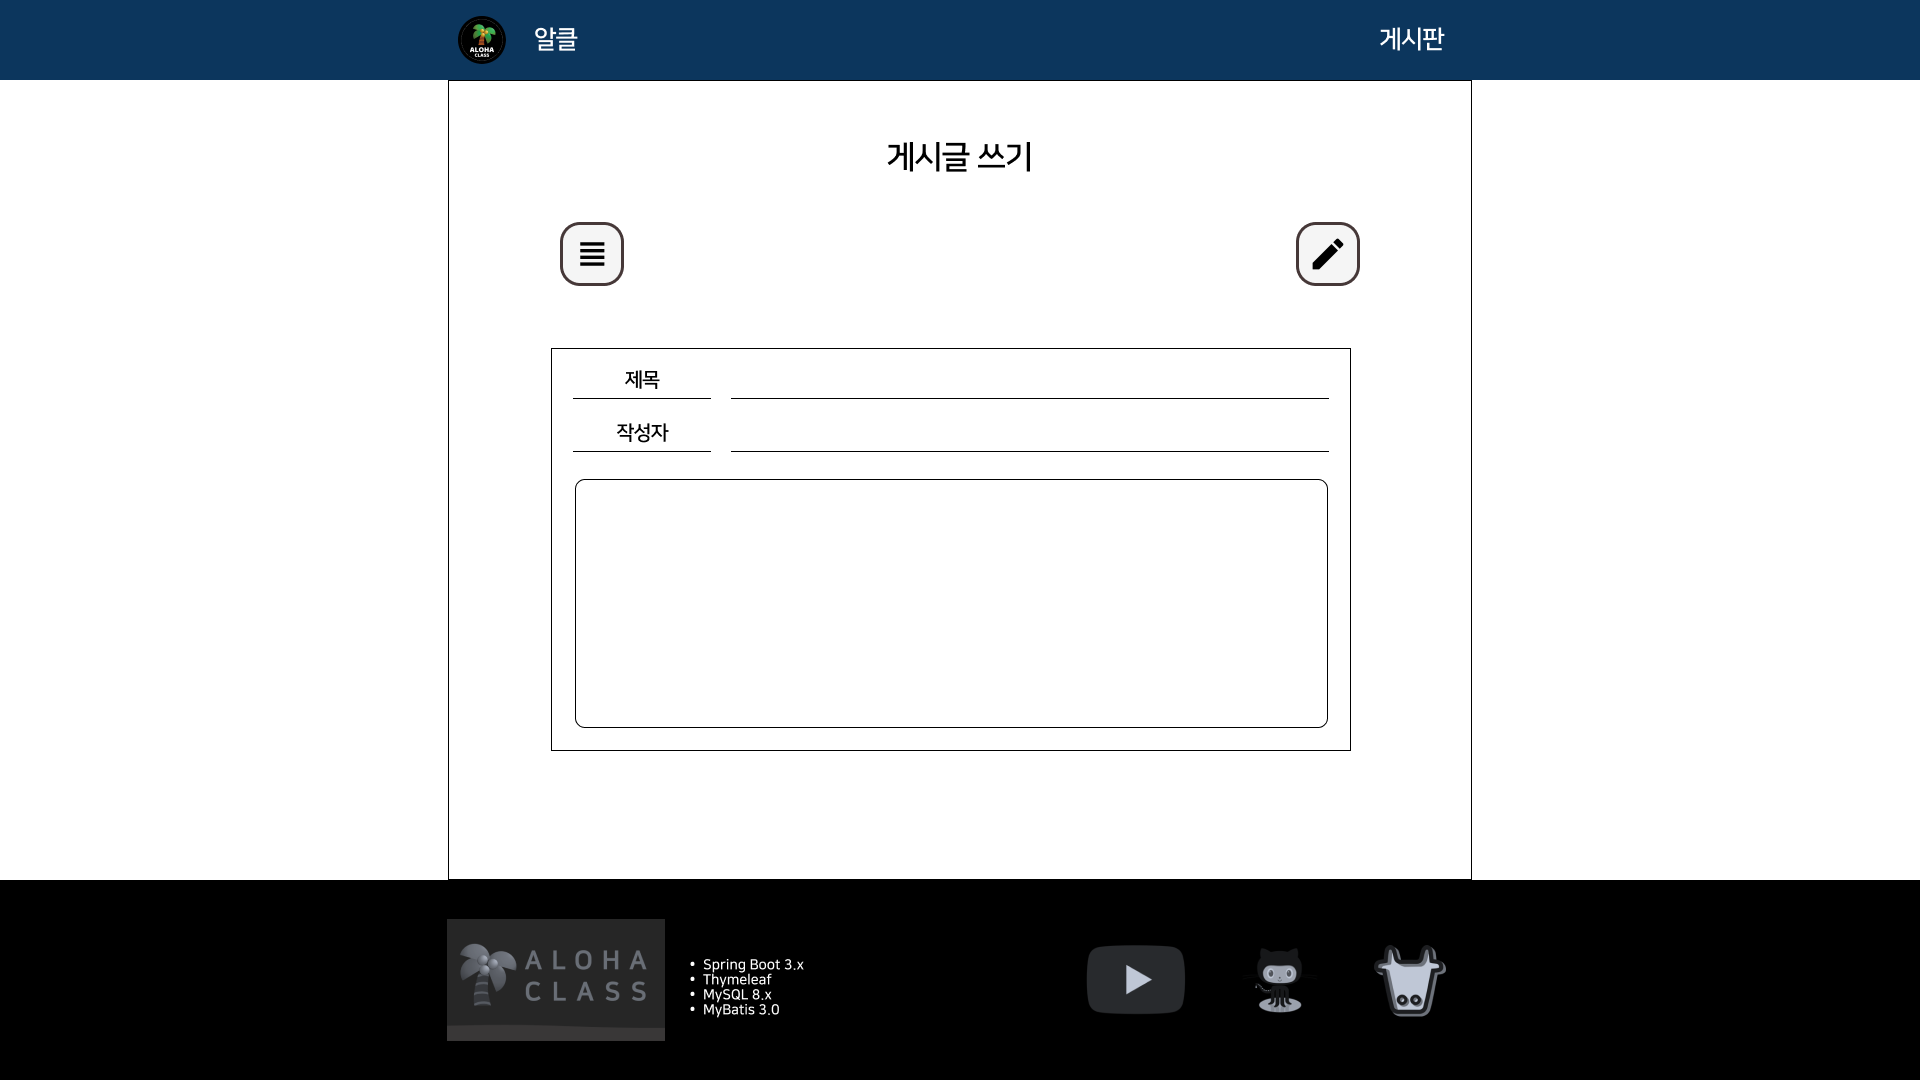 ALOHA
CLASS
알클
게시판
게시글 쓰기
제목
작성자
ALOHA
CLASS
• Spring Boot 3.x
• Thymeleaf
• MySQL 8.x
• MyBatis 3.0